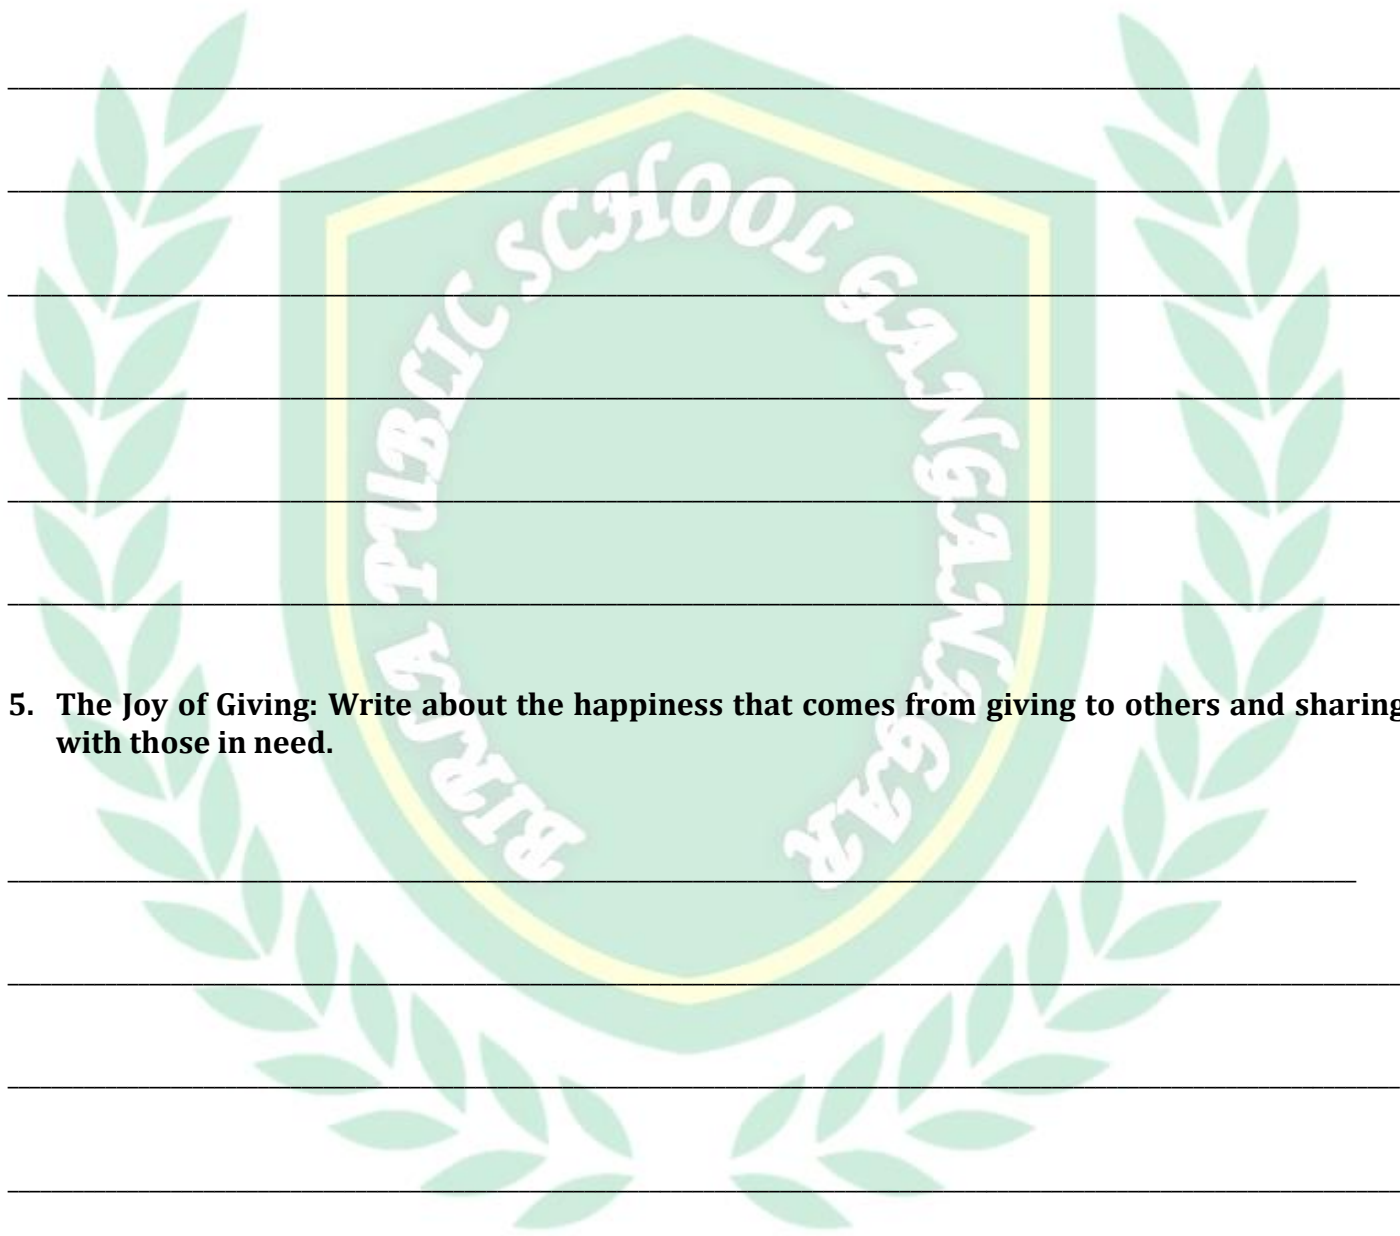 BIRLA PUBLIC SCHOOL GANGANAGAR
5. The Joy of Giving: Write about the happiness that comes from giving to others and sharing
with those in need.